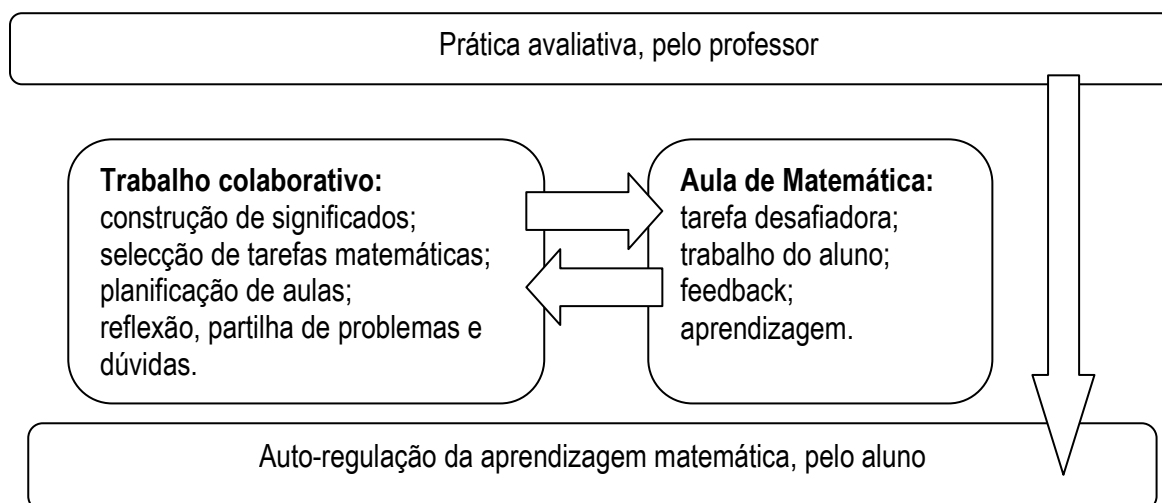 Prática avaliativa, pelo professor
Trabalho colaborativo:
construção de significados;
selecção de tarefas matemáticas;
planificação de aulas;
reflexão, partilha de problemas e
dúvidas.
Aula de Matemática:
tarefa desafiadora;
trabalho do aluno;
feedback;
aprendizagem.
Auto-regulação da aprendizagem matemática, pelo aluno